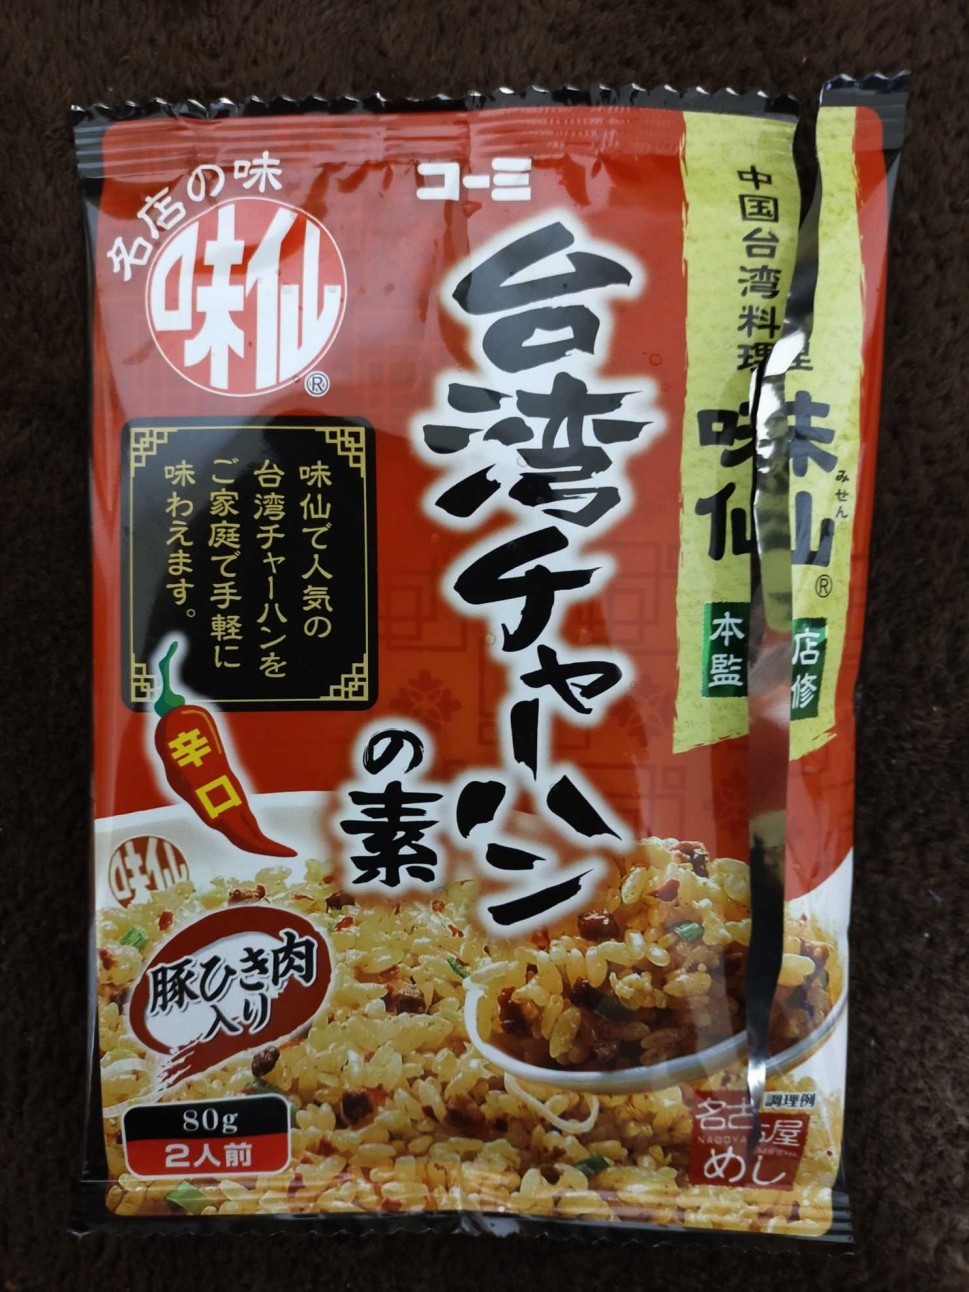 コーミ
名店の味
味仙®
台湾チャーハン
の素
中国台湾料理
味仙®
みせん
本店
監修
味仙で人気の
台湾チャーハンを
ご家庭で手軽に
味わえます。
辛口
味仙
豚ひき肉
入り
80g
2人前
調理例
名古屋
NAGOYA
めし